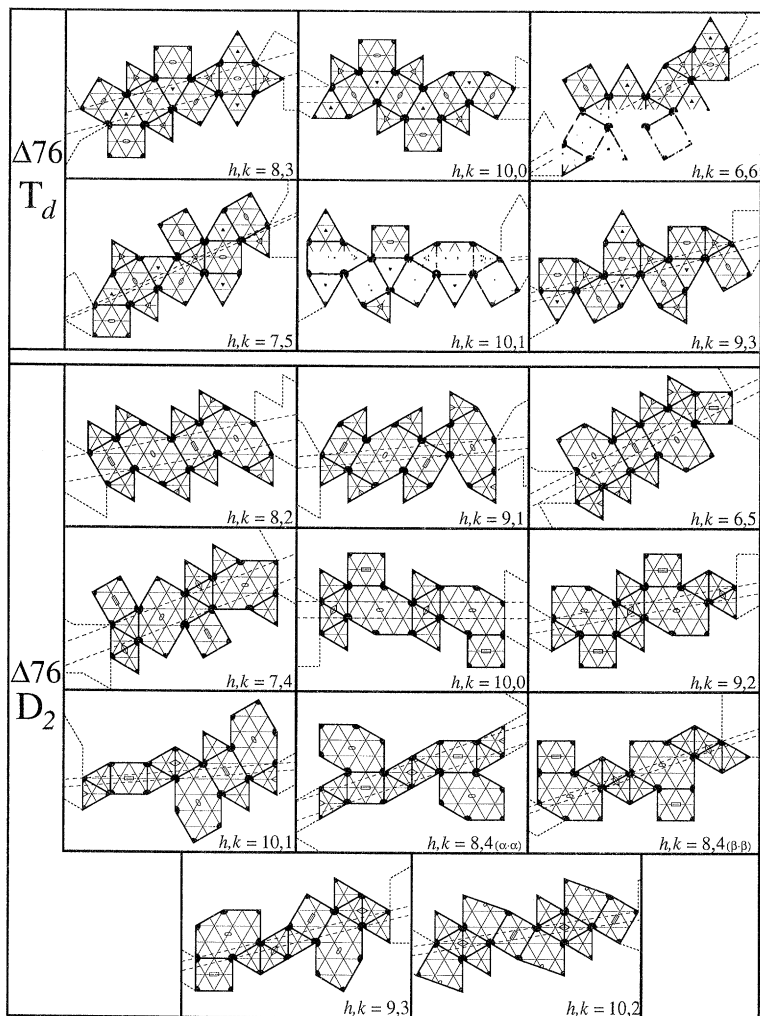 Δ76
T_d
h,k = 8,3
h,k = 10,0
h,k = 6,6
h,k = 7,5
h,k = 10,1
h,k = 9,3
Δ76
D_2
h,k = 8,2
h,k = 9,1
h,k = 6,5
h,k = 7,4
h,k = 10,0
h,k = 9,2
h,k = 10,1
h,k = 8,4(α-α)
h,k = 8,4(β-β)
h,k = 9,3
h,k = 10,2